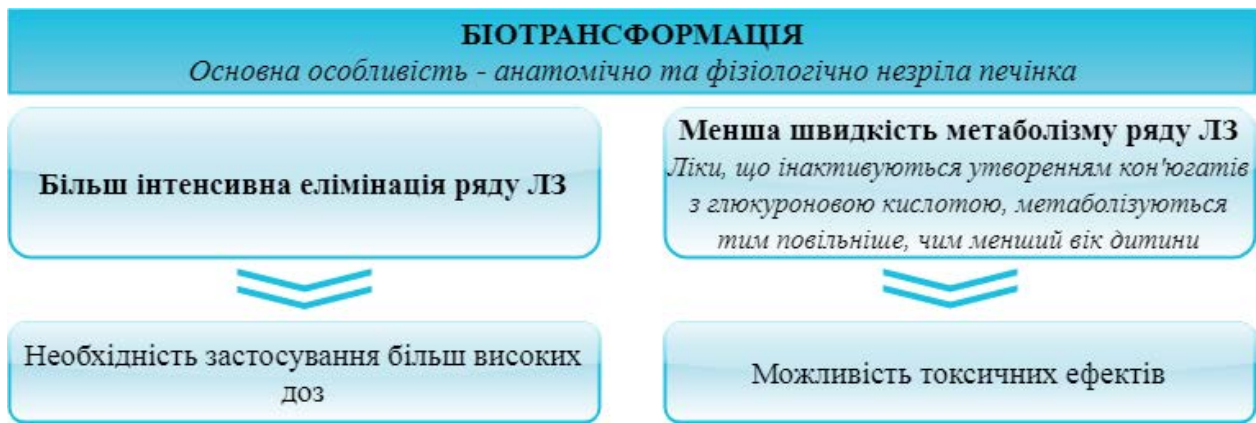 БІОТРАНСФОРМАЦІЯ
Основна особливість - анатомічно та фізіологічно незріла печінка
Більш інтенсивна елімінація ряду ЛЗ
Менша швидкість метаболізму ряду ЛЗ
Ліки, що інактивуються утворенням кон'югатів
з глюкуроновою кислотою, метаболізуються
тим повільніше, чим менший вік дитини
Необхідність застосування більш високих
доз
Можливість токсичних ефектів